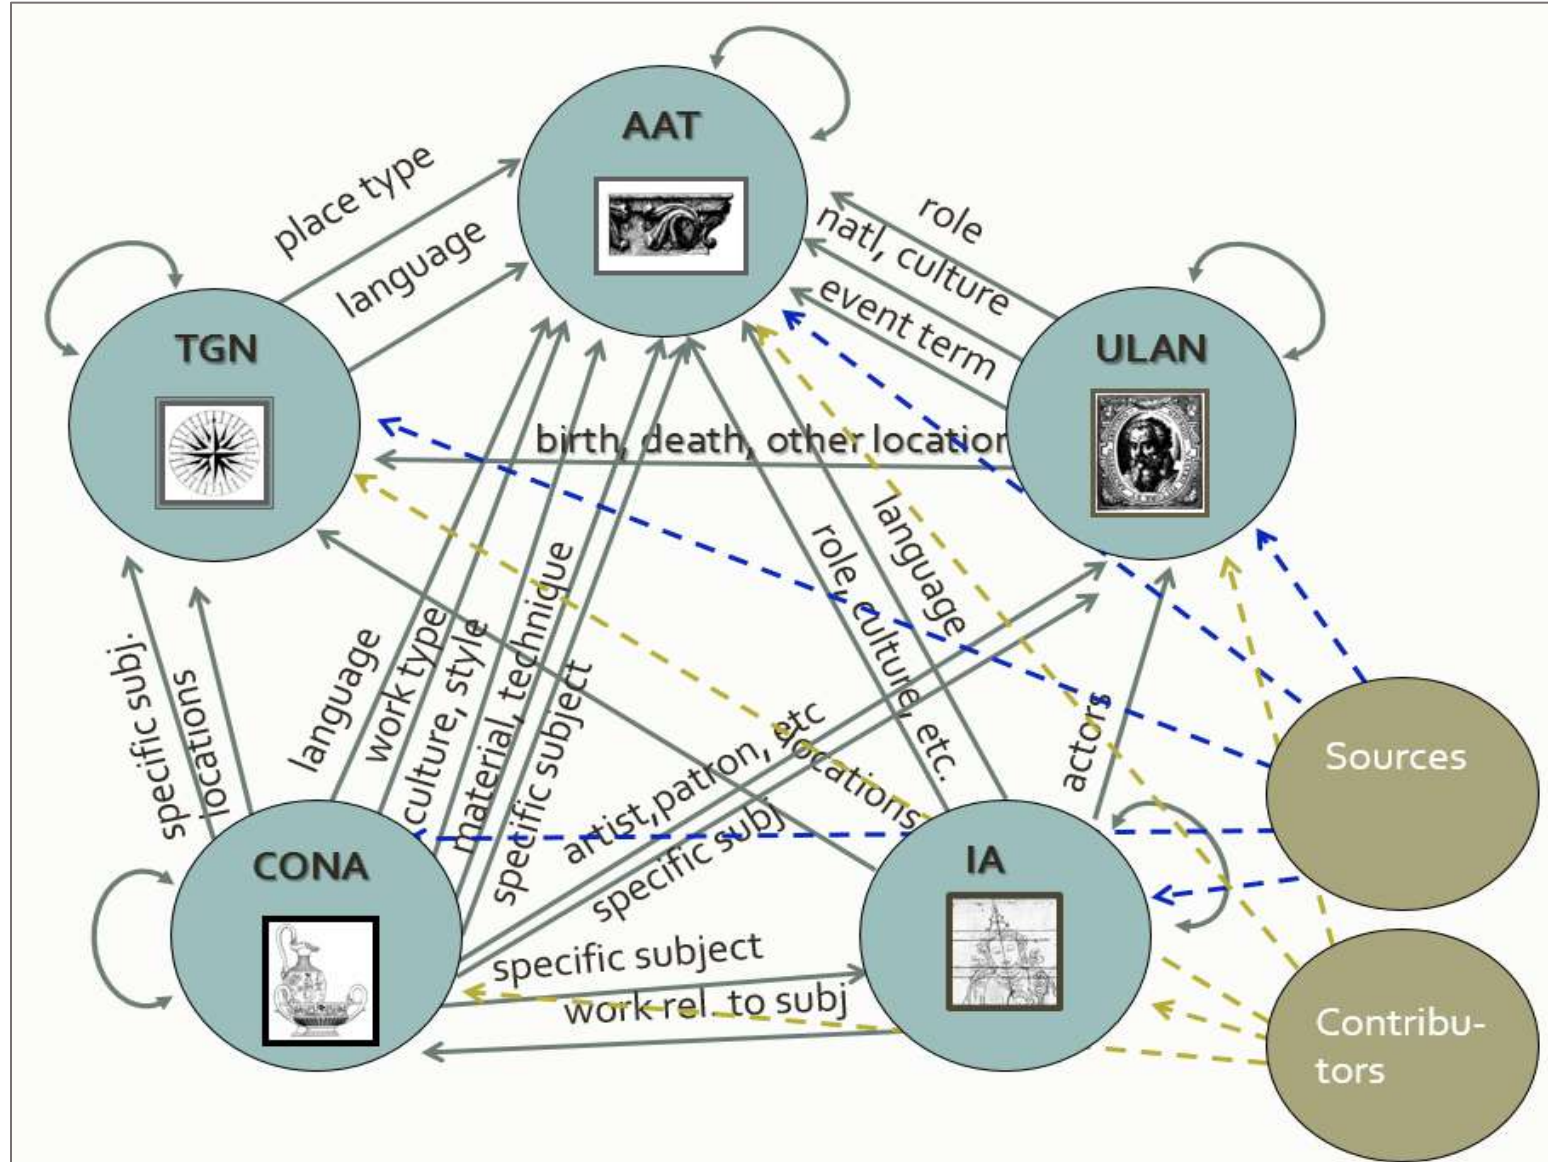 AAT
place type
language
role
natl, culture
event term
TGN
ULAN
birth, death, other location
specific subj.
locations
language
work type
culture, style
material, technique
specific subject
role, culture, etc.
language
artist,patron, etc
specific subj
locations
actors
Sources
CONA
IA
specific subject
work rel. to subj
Contribu-
tors